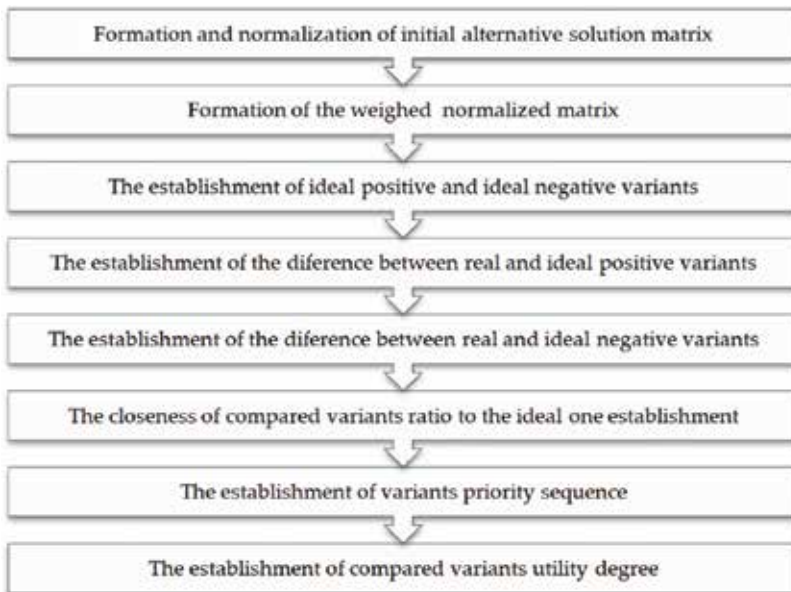 Formation and normalization of initial alternative solution matrix
Formation of the weighed normalized matrix
The establishment of ideal positive and ideal negative variants
The establishment of the diference between real and ideal positive variants
The establishment of the diference between real and ideal negative variants
The closeness of compared variants ratio to the ideal one establishment
The establishment of variants priority sequence
The establishment of compared variants utility degree